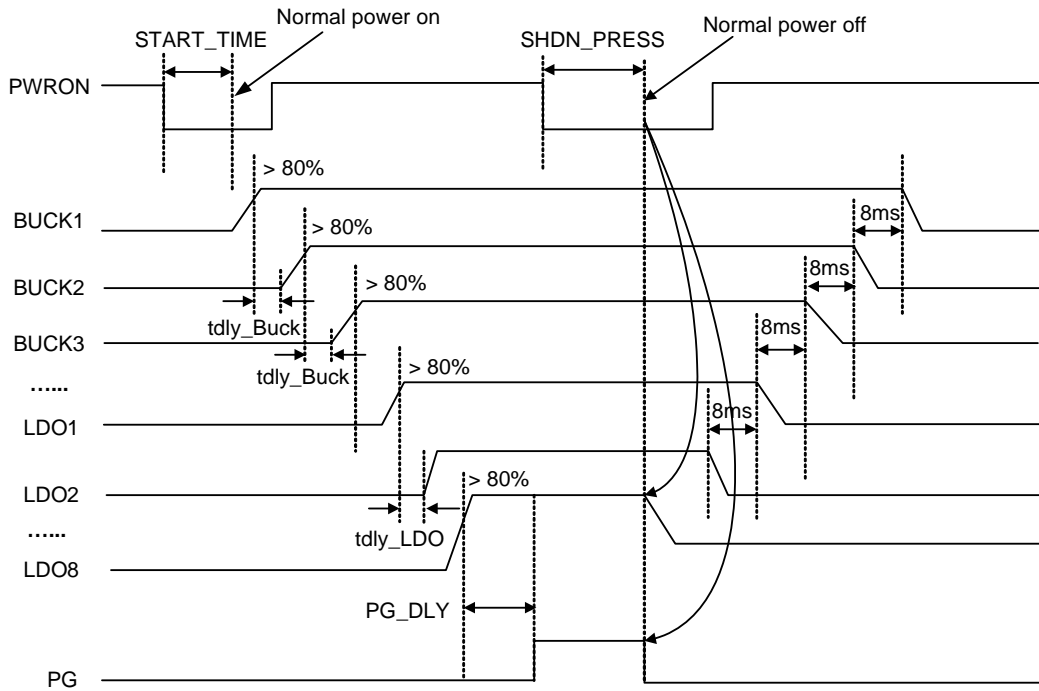 Normal power on
START_TIME
SHDN_PRESS
Normal power off
PWRON
> 80%
BUCK1
8ms
> 80%
BUCK2
8ms
tdly_Buck
> 80%
BUCK3
8ms
tdly_Buck
> 80%
…...
8ms
LDO1
> 80%
LDO2
tdly_LDO
…...
LDO8
PG_DLY
PG